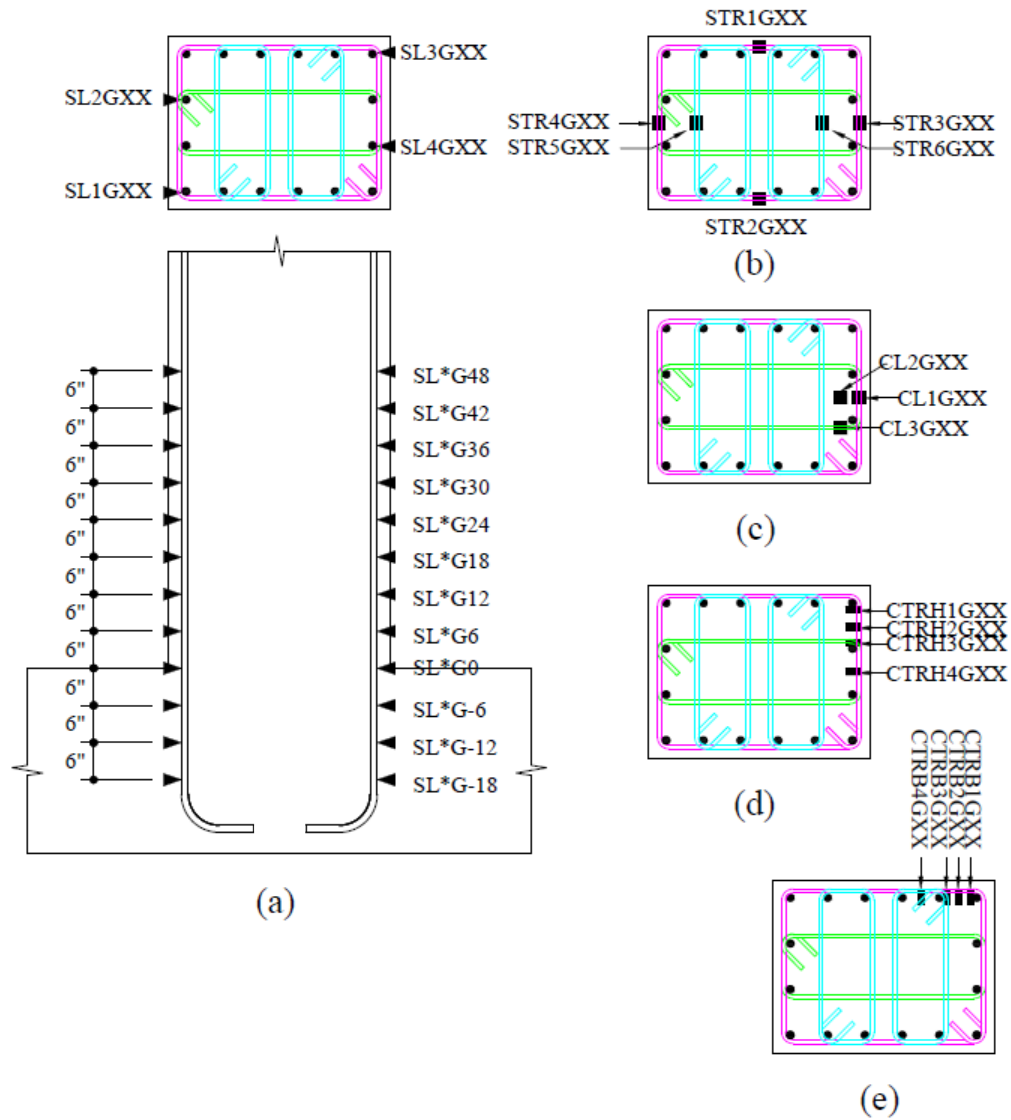 SL3GXX
SL2GXX
SL4GXX
SL1GXX
6"
6"
6"
6"
6"
6"
6"
6"
6"
6"
6"
SL*G48
SL*G42
SL*G36
SL*G30
SL*G24
SL*G18
SL*G12
SL*G6
SL*G0
SL*G-6
SL*G-12
SL*G-18
(a)
STR1GXX
STR4GXX
STR5GXX
STR3GXX
STR6GXX
STR2GXX
(b)
CL2GXX
CL1GXX
CL3GXX
(c)
CTRH1GXX
CTRH2GXX
CTRH3GXX
CTRH4GXX
(d)
CTRB1GXX
CTRB2GXX
CTRB3GXX
CTRB4GXX
(e)